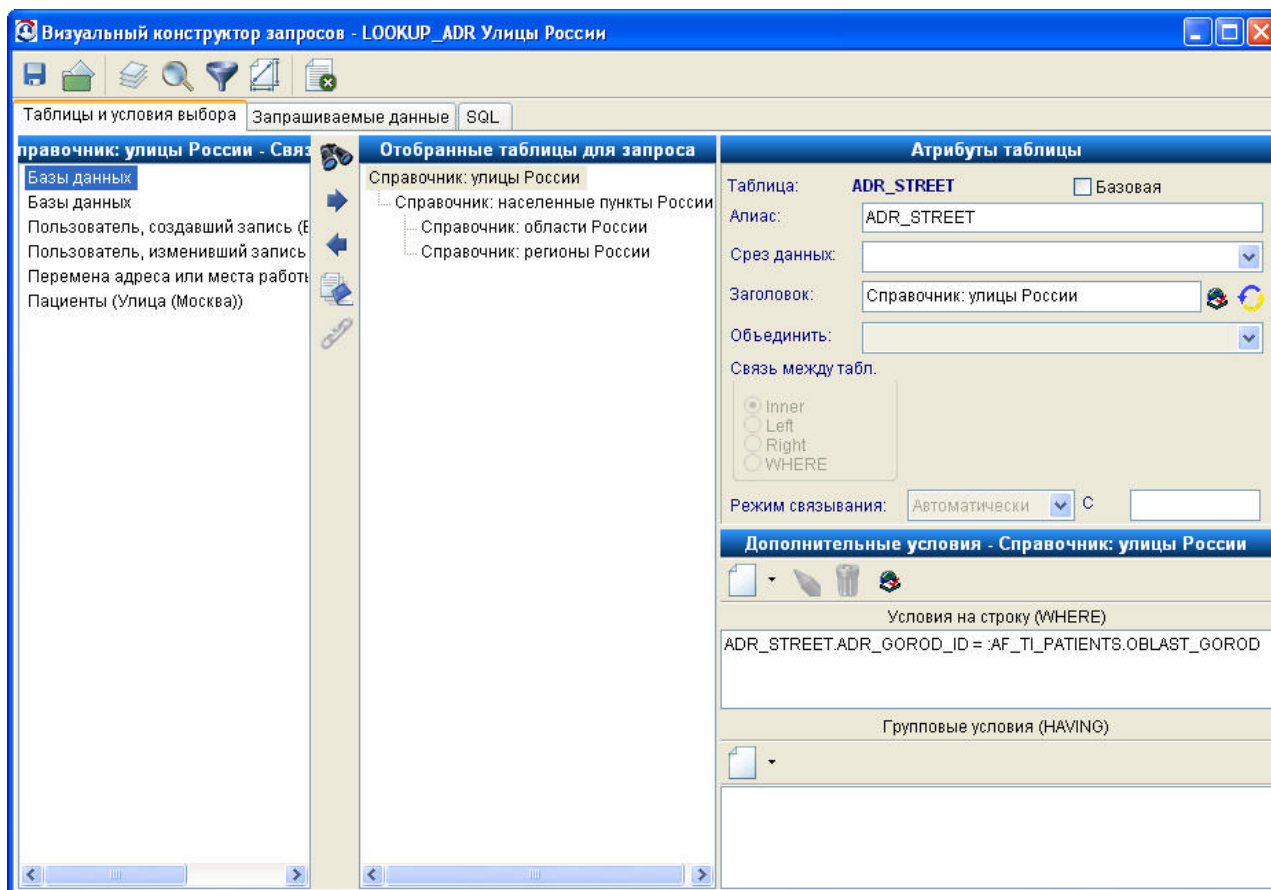 Визуальный конструктор запросов - LOOKUP_ADR Улицы России
Таблицы и условия выбора
Запрашиваемые данные
SQL
правочник: улицы России - Связ
Базы данных
Базы данных
Пользователь, создавший запись (Е
Пользователь, изменивший запись
Перемена адреса или места работы
Пациенты (Улица (Москва))
Отобранные таблицы для запроса
Справочник: улицы России
Справочник: населенные пункты России
Справочник: области России
Справочник: регионы России
Атрибуты таблицы
Таблица: ADR_STREET Базовая
Алиас: ADR_STREET
Срез данных:
Заголовок: Справочник: улицы России
Объединить:
Связь между табл.
Inner
Left
Right
WHERE
Режим связывания: Автоматически С
Дополнительные условия - Справочник: улицы России
Условия на строку (WHERE)
ADR_STREET.ADR_GOROD_ID = :AF_TI_PATIENTS.OBLAST_GOROD
Групповые условия (HAVING)